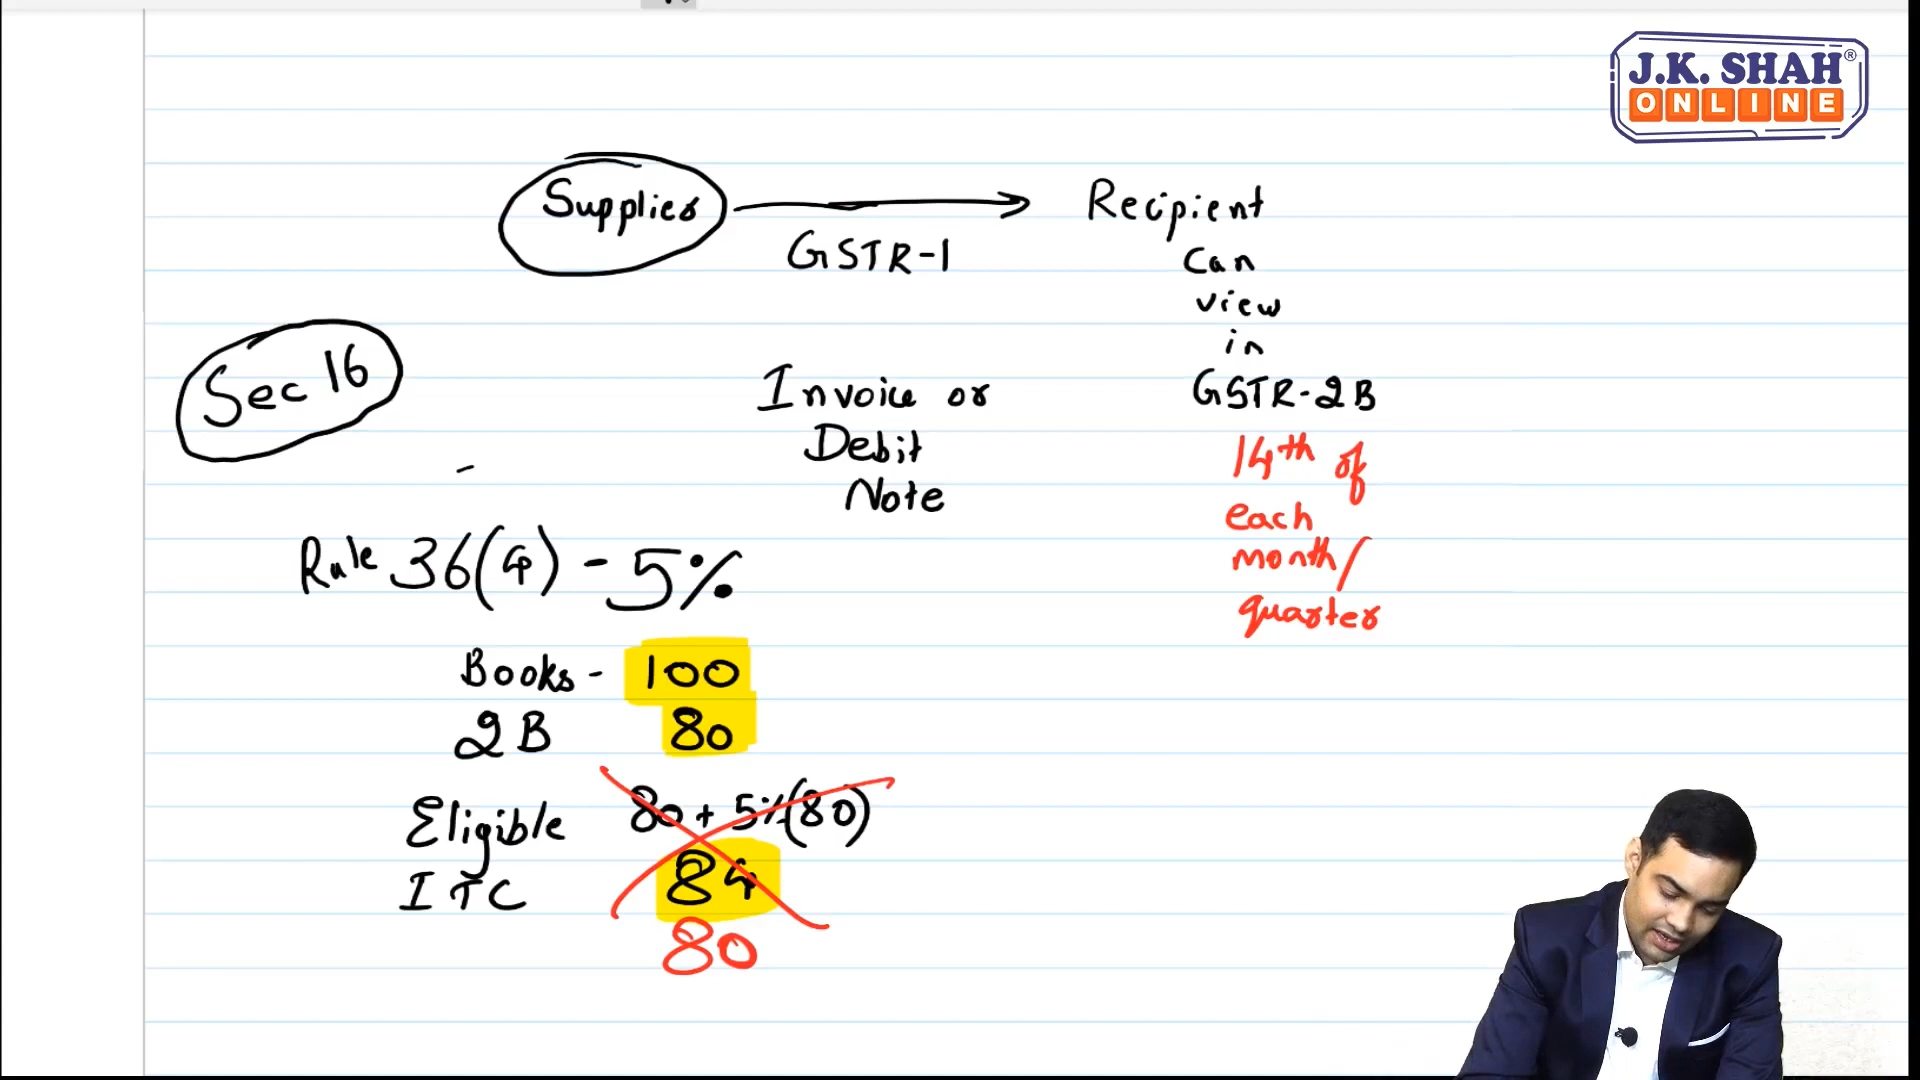 J.K. SHAH®
ONLINE
Supplier
Recipient
GSTR-1
Can
view
in
GSTR-2B
14th of
each
month/
quarter
Sec 16
Invoice or
Debit
Note
Rule 36(4) - 5%
Books - 100
2B 80
Eligible 80 + 5%(80)
ITC 84
80